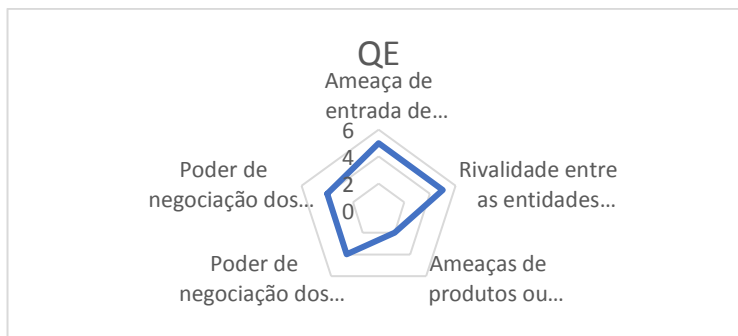 QE
Ameaça de
entrada de...
6
4
2
0
Rivalidade entre
as entidades...
Ameaças de
produtos ou...
Poder de
negociação dos...
Poder de
negociação dos...